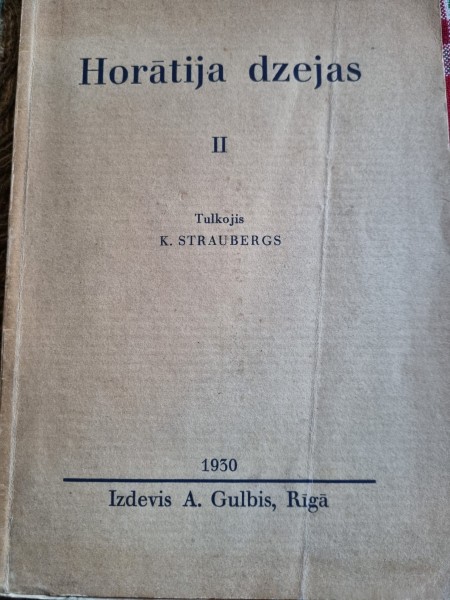 Horātija dzejas
II
Tulkojis
K. STRAUBERGS
1930
Izdevis A. Gulbis, Rīgā